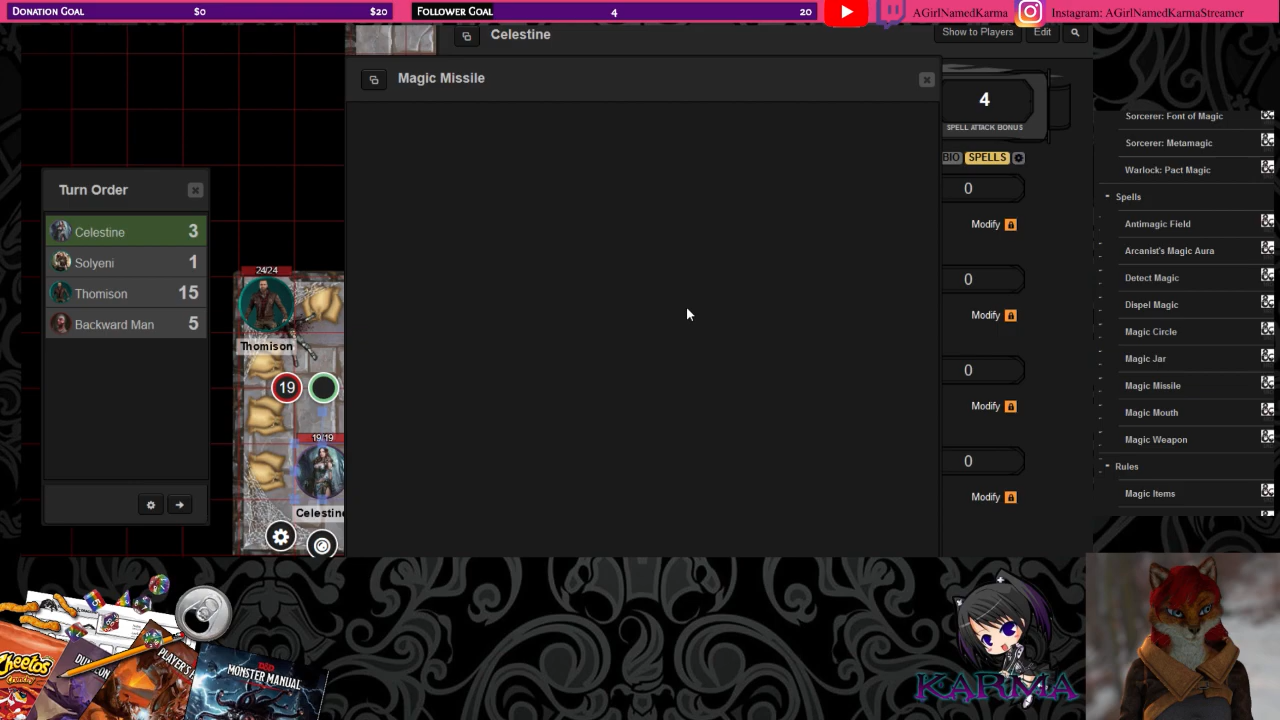 DONATION GOAL $0 $20
FOLLOWER GOAL 4 20
AGIRLNAMEDKARMA
Instagram: AGirlNamedKarmaStreamer
Celestine
Show to Players
Edit
Magic Missile
4
SPELL ATTACK BONUS
BIO
SPELLS
0
Modify
0
Modify
0
Modify
0
Modify
Turn Order
Celestine 3
Solyeni 1
Thomison 15
Backward Man 5
24/24
Thomison
19
19/19
Celestine
Sorcerer: Font of Magic
Sorcerer: Metamagic
Warlock: Pact Magic
Spells
Antimagic Field
Arcanist's Magic Aura
Detect Magic
Dispel Magic
Magic Circle
Magic Jar
Magic Missile
Magic Mouth
Magic Weapon
Rules
Magic Items
Cheetos
Crunchy
DUNGEON
PLAYER'S
D&D
MONSTER MANUAL
KARMA